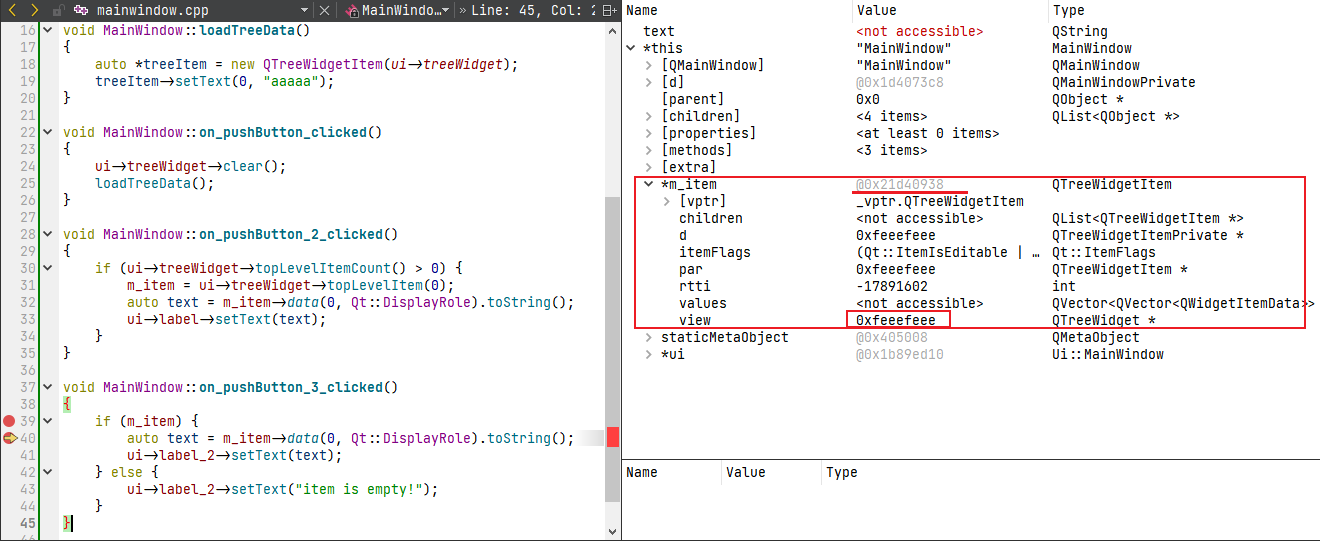 mainwindow.cpp MainWindo… » Line: 45, Col: 2
16 void MainWindow::loadTreeData()
17 {
18 auto *treeItem = new QTreeWidgetItem(ui->treeWidget);
19 treeItem->setText(0, "aaaaa");
20 }
21
22 void MainWindow::on_pushButton_clicked()
23 {
24 ui->treeWidget->clear();
25 loadTreeData();
26 }
27
28 void MainWindow::on_pushButton_2_clicked()
29 {
30 if (ui->treeWidget->topLevelItemCount() > 0) {
31 m_item = ui->treeWidget->topLevelItem(0);
32 auto text = m_item->data(0, Qt::DisplayRole).toString();
33 ui->label->setText(text);
34 }
35 }
36
37 void MainWindow::on_pushButton_3_clicked()
38 {
39 if (m_item) {
40 auto text = m_item->data(0, Qt::DisplayRole).toString();
41 ui->label_2->setText(text);
42 } else {
43 ui->label_2->setText("item is empty!");
44 }
45 }
46
Name Value Type
text <not accessible> QString
*this "MainWindow" MainWindow
[QMainWindow] "MainWindow" QMainWindow
[d] @0x1d4073c8 QMainWindowPrivate
[parent] 0x0 QObject *
[children] <4 items> QList<QObject *>
[properties] <at least 0 items>
[methods] <3 items>
[extra]
*m_item @0x21d40938 QTreeWidgetItem
[vptr] _vptr.QTreeWidgetItem
children <not accessible> QList<QTreeWidgetItem *>
d 0xfeeefeee QTreeWidgetItemPrivate *
itemFlags (Qt::ItemIsEditable | … Qt::ItemFlags
par 0xfeeefeee QTreeWidgetItem *
rtti -17891602 int
values <not accessible> QVector<QVector<QWidgetItemData>>
view 0xfeeefeee QTreeWidget *
staticMetaObject @0x405008 QMetaObject
*ui @0x1b89ed10 Ui::MainWindow
Name Value Type